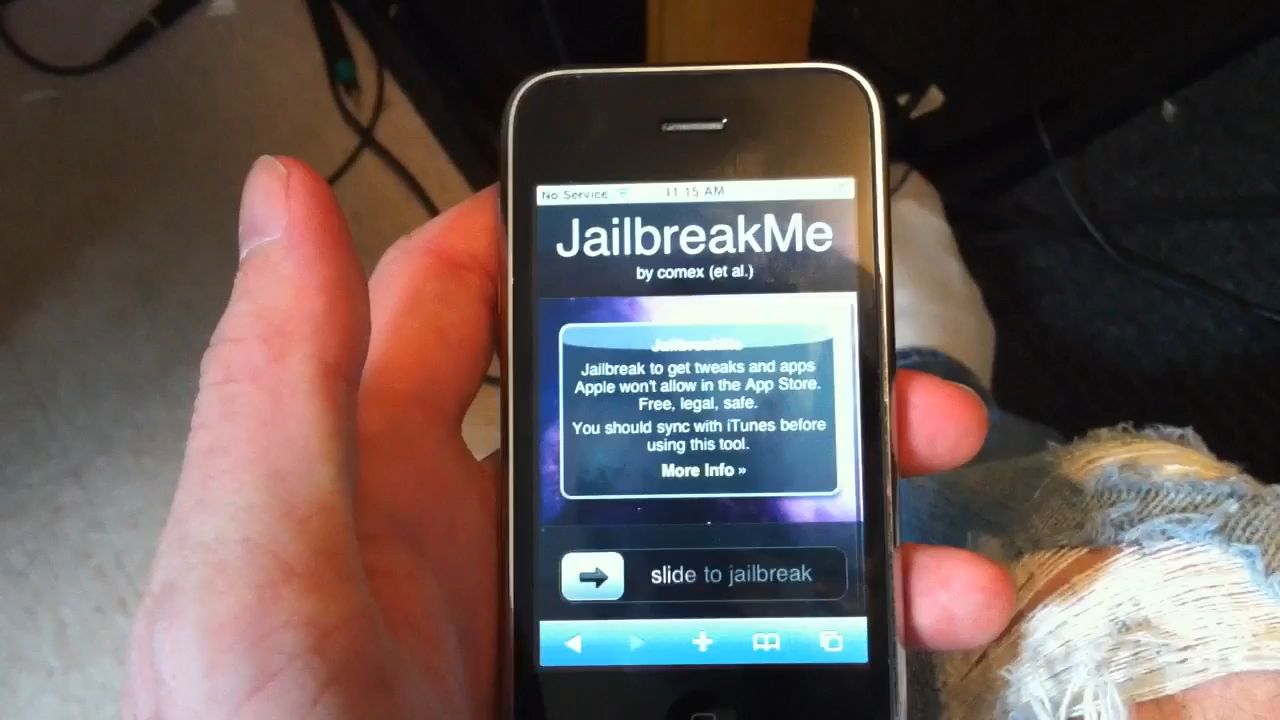 No Service 11:15 AM
JailbreakMe
by comex (et al.)
JailbreakMe
Jailbreak to get tweaks and apps
Apple won't allow in the App Store.
Free, legal, safe.
You should sync with iTunes before
using this tool.
More Info »
slide to jailbreak